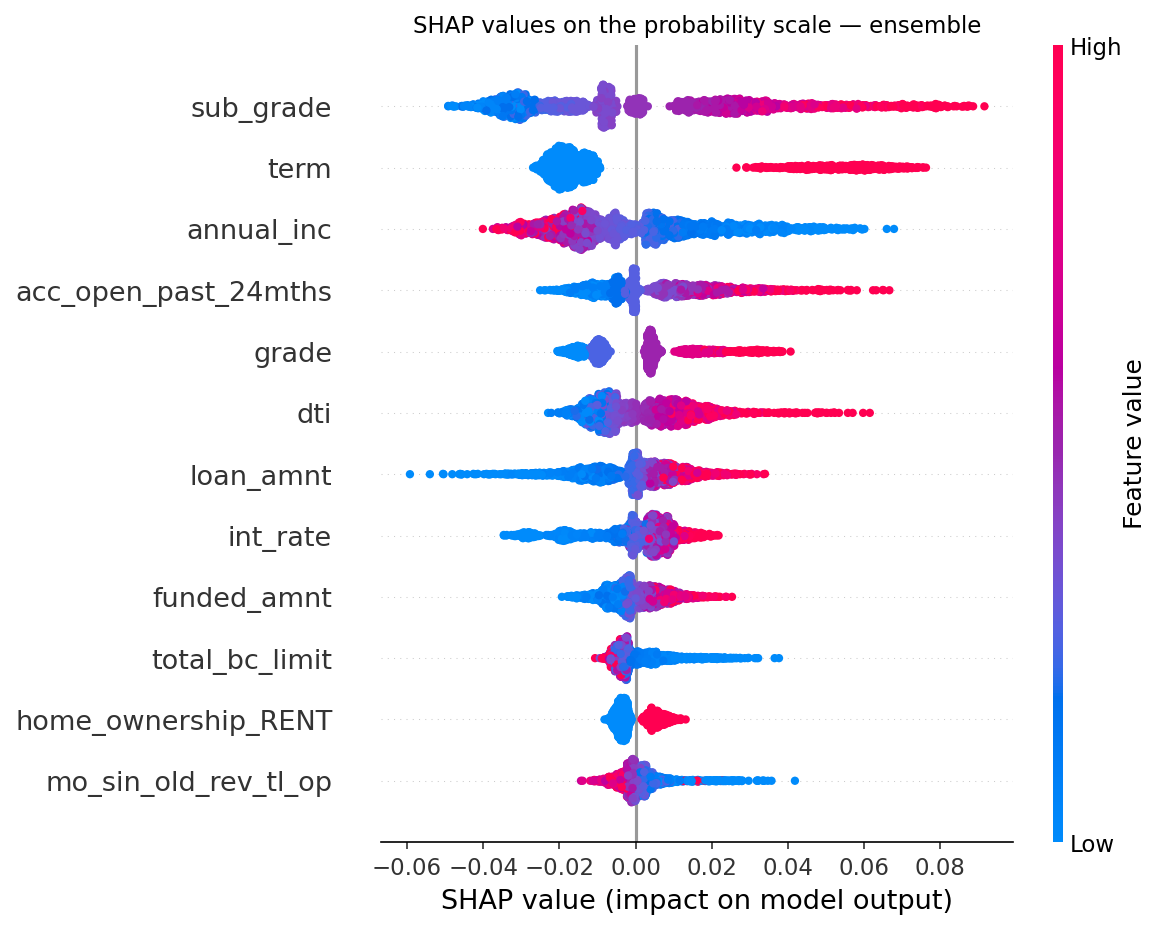 SHAP values on the probability scale — ensemble
High
sub_grade
term
annual_inc
acc_open_past_24mths
grade
dti
loan_amnt
int_rate
funded_amnt
total_bc_limit
home_ownership_RENT
mo_sin_old_rev_tl_op
Feature value
Low
−0.06 −0.04 −0.02 0.00 0.02 0.04 0.06 0.08
SHAP value (impact on model output)